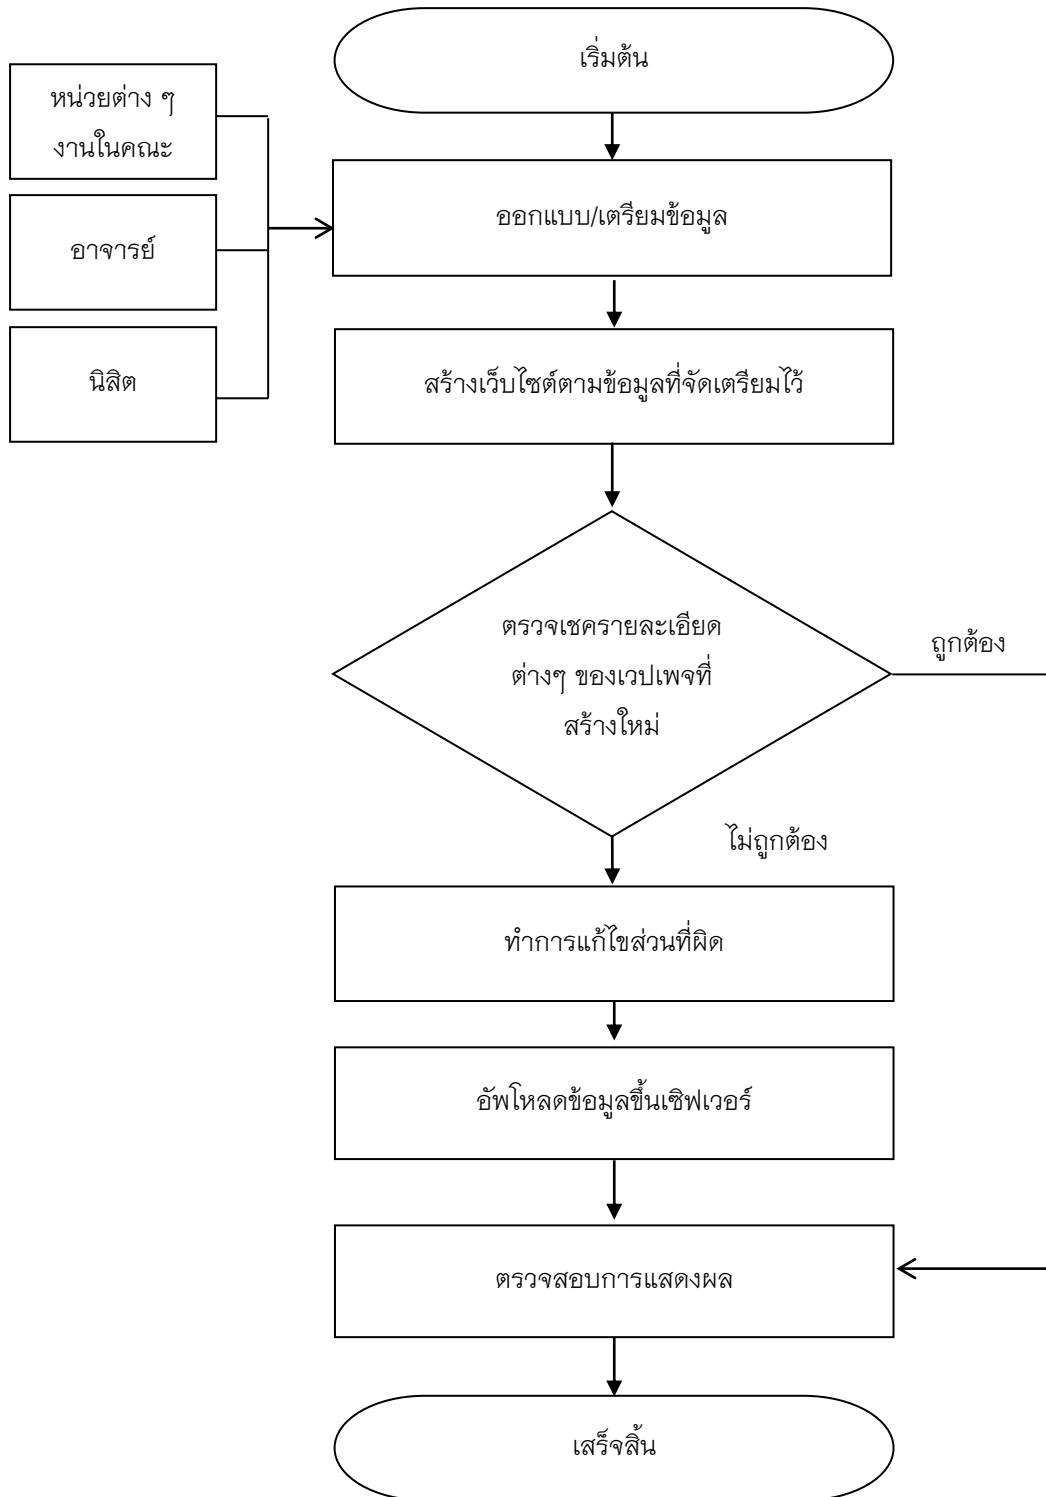 เริ่มต้น
หน่วยต่าง ๆ
งานในคณะ
ออกแบบ/เตรียมข้อมูล
อาจารย์
นิสิต
สร้างเว็บไซต์ตามข้อมูลที่จัดเตรียมไว้
ตรวจเชครายละเอียด
ต่างๆ ของเวปเพจที่
สร้างใหม่
ถูกต้อง
ไม่ถูกต้อง
ทำการแก้ไขส่วนที่ผิด
อัพโหลดข้อมูลขึ้นเซิฟเวอร์
ตรวจสอบการแสดงผล
เสร็จสิ้น